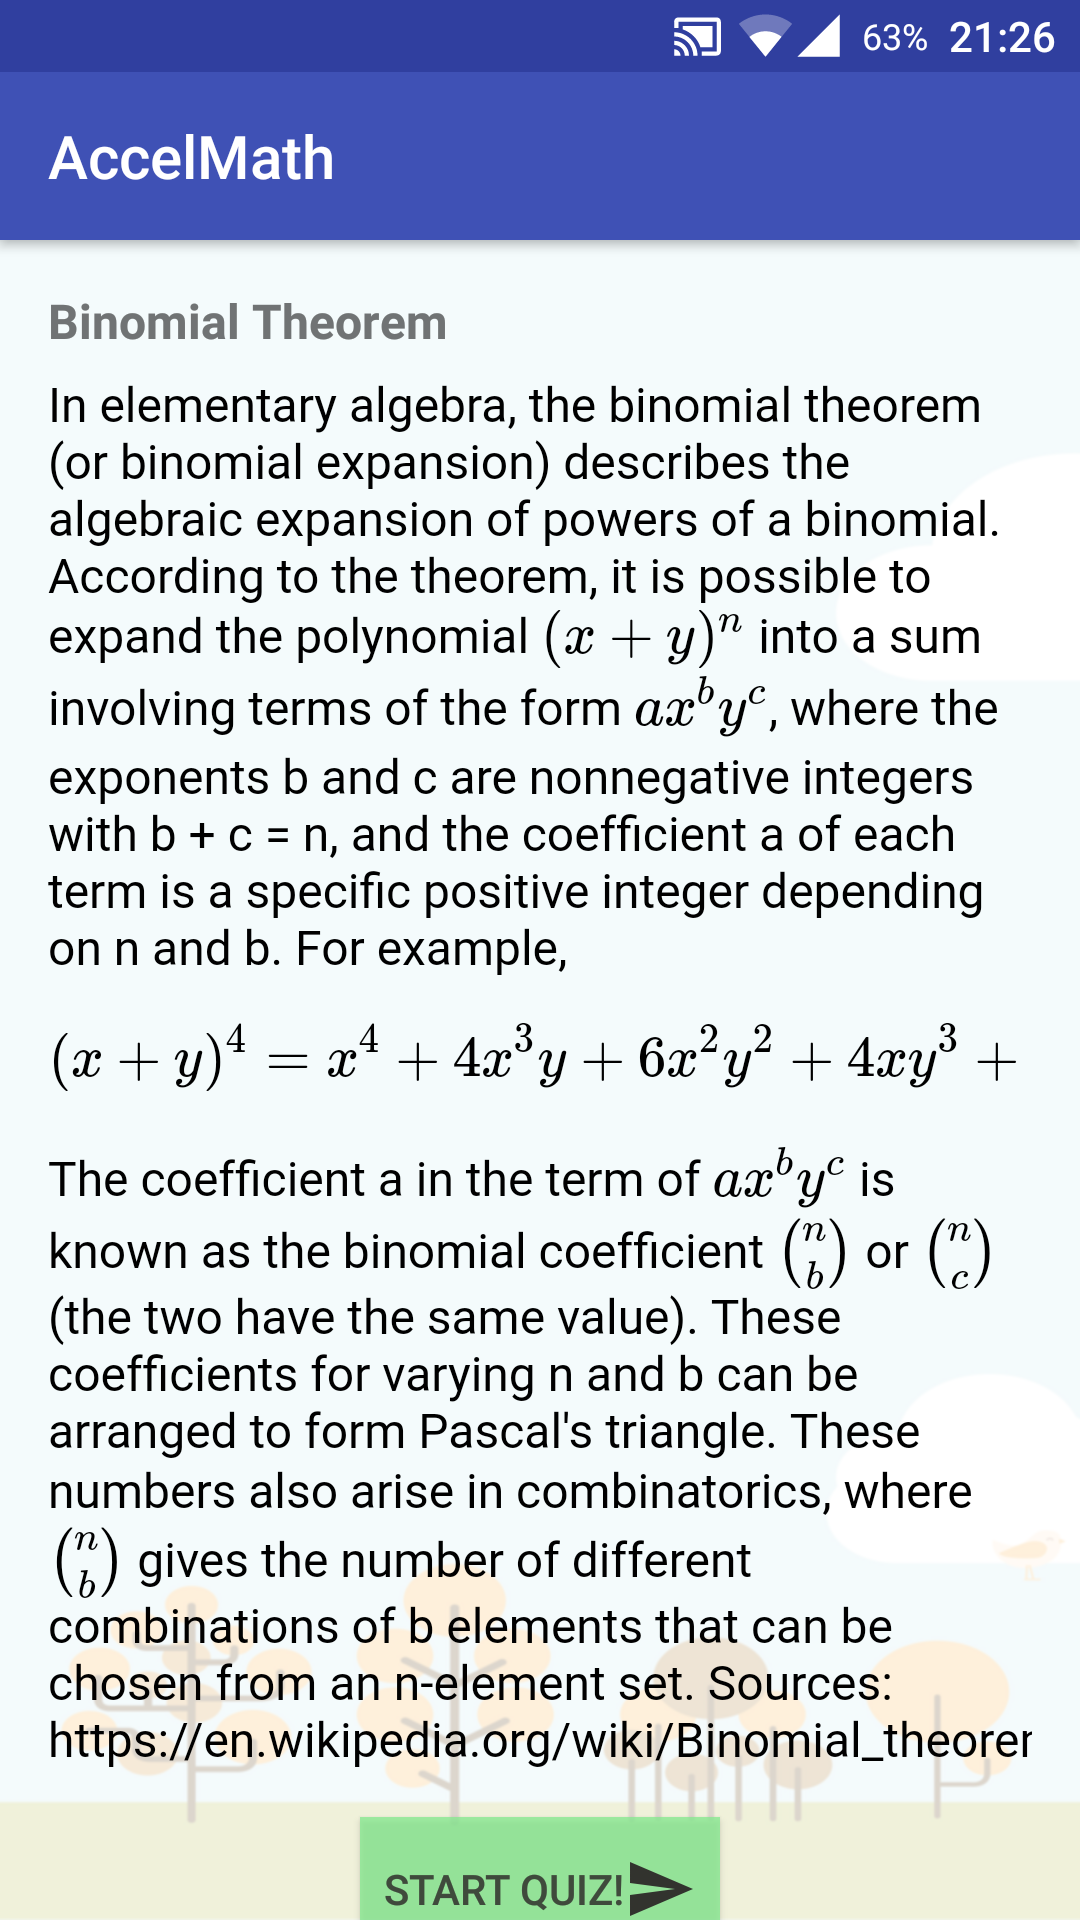 63% 21:26
AccelMath
Binomial Theorem
In elementary algebra, the binomial theorem
(or binomial expansion) describes the
algebraic expansion of powers of a binomial.
According to the theorem, it is possible to
expand the polynomial (x + y)^n into a sum
involving terms of the form ax^b y^c, where the
exponents b and c are nonnegative integers
with b + c = n, and the coefficient a of each
term is a specific positive integer depending
on n and b. For example,
(x + y)^4 = x^4 + 4x^3 y + 6x^2 y^2 + 4xy^3 +
The coefficient a in the term of ax^b y^c is
known as the binomial coefficient (n b) or (n c)
(the two have the same value). These
coefficients for varying n and b can be
arranged to form Pascal's triangle. These
numbers also arise in combinatorics, where
(n b) gives the number of different
combinations of b elements that can be
chosen from an n-element set. Sources:
https://en.wikipedia.org/wiki/Binomial_theorer
START QUIZ!